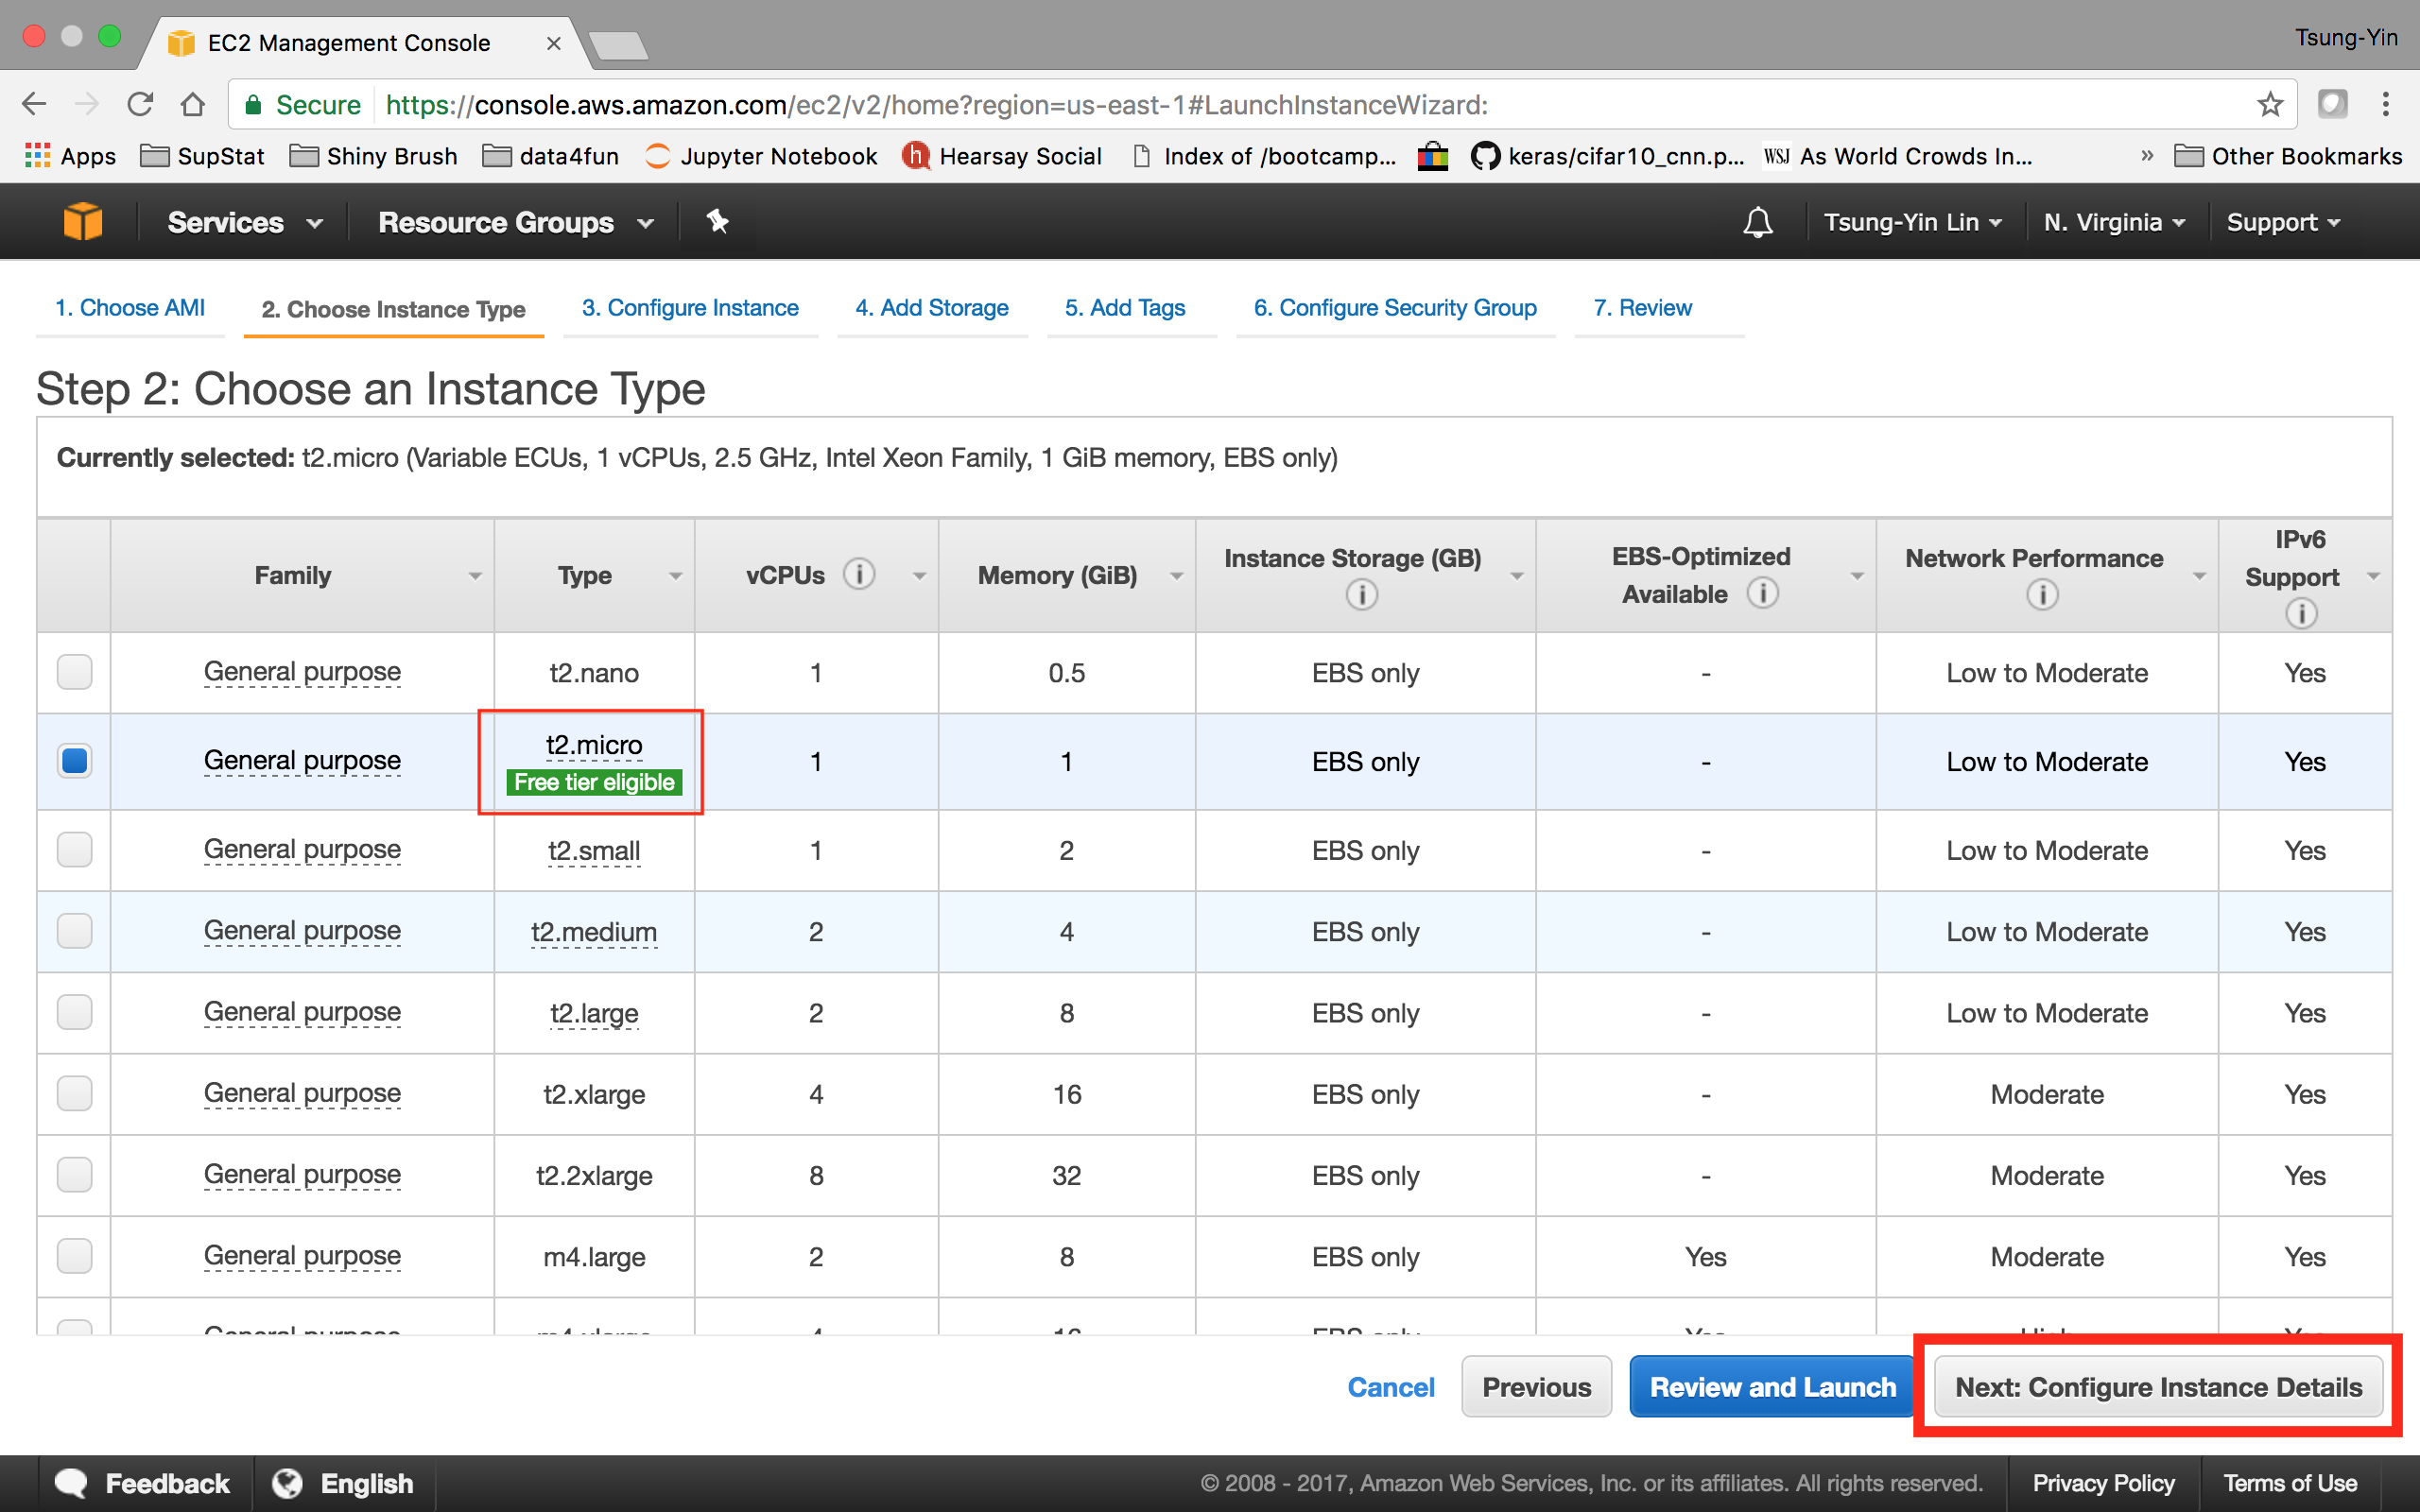 EC2 Management Console
Tsung-Yin
Secure https://console.aws.amazon.com/ec2/v2/home?region=us-east-1#LaunchInstanceWizard:
Apps SupStat Shiny Brush data4fun Jupyter Notebook h Hearsay Social Index of /bootcamp... keras/cifar10_cnn.p... WSJ As World Crowds In... » Other Bookmarks
Services Resource Groups Tsung-Yin Lin N. Virginia Support
1. Choose AMI 2. Choose Instance Type 3. Configure Instance 4. Add Storage 5. Add Tags 6. Configure Security Group 7. Review
Step 2: Choose an Instance Type
Currently selected: t2.micro (Variable ECUs, 1 vCPUs, 2.5 GHz, Intel Xeon Family, 1 GiB memory, EBS only)
Family Type vCPUs Memory (GiB) Instance Storage (GB) EBS-Optimized Available Network Performance IPv6 Support
General purpose t2.nano 1 0.5 EBS only - Low to Moderate Yes
General purpose t2.micro 1 1 EBS only - Low to Moderate Yes
Free tier eligible
General purpose t2.small 1 2 EBS only - Low to Moderate Yes
General purpose t2.medium 2 4 EBS only - Low to Moderate Yes
General purpose t2.large 2 8 EBS only - Low to Moderate Yes
General purpose t2.xlarge 4 16 EBS only - Moderate Yes
General purpose t2.2xlarge 8 32 EBS only - Moderate Yes
General purpose m4.large 2 8 EBS only Yes Moderate Yes
General purpose m4.xlarge 4 16 EBS only Yes High Yes
Cancel Previous Review and Launch Next: Configure Instance Details
Feedback English © 2008 - 2017, Amazon Web Services, Inc. or its affiliates. All rights reserved. Privacy Policy Terms of Use